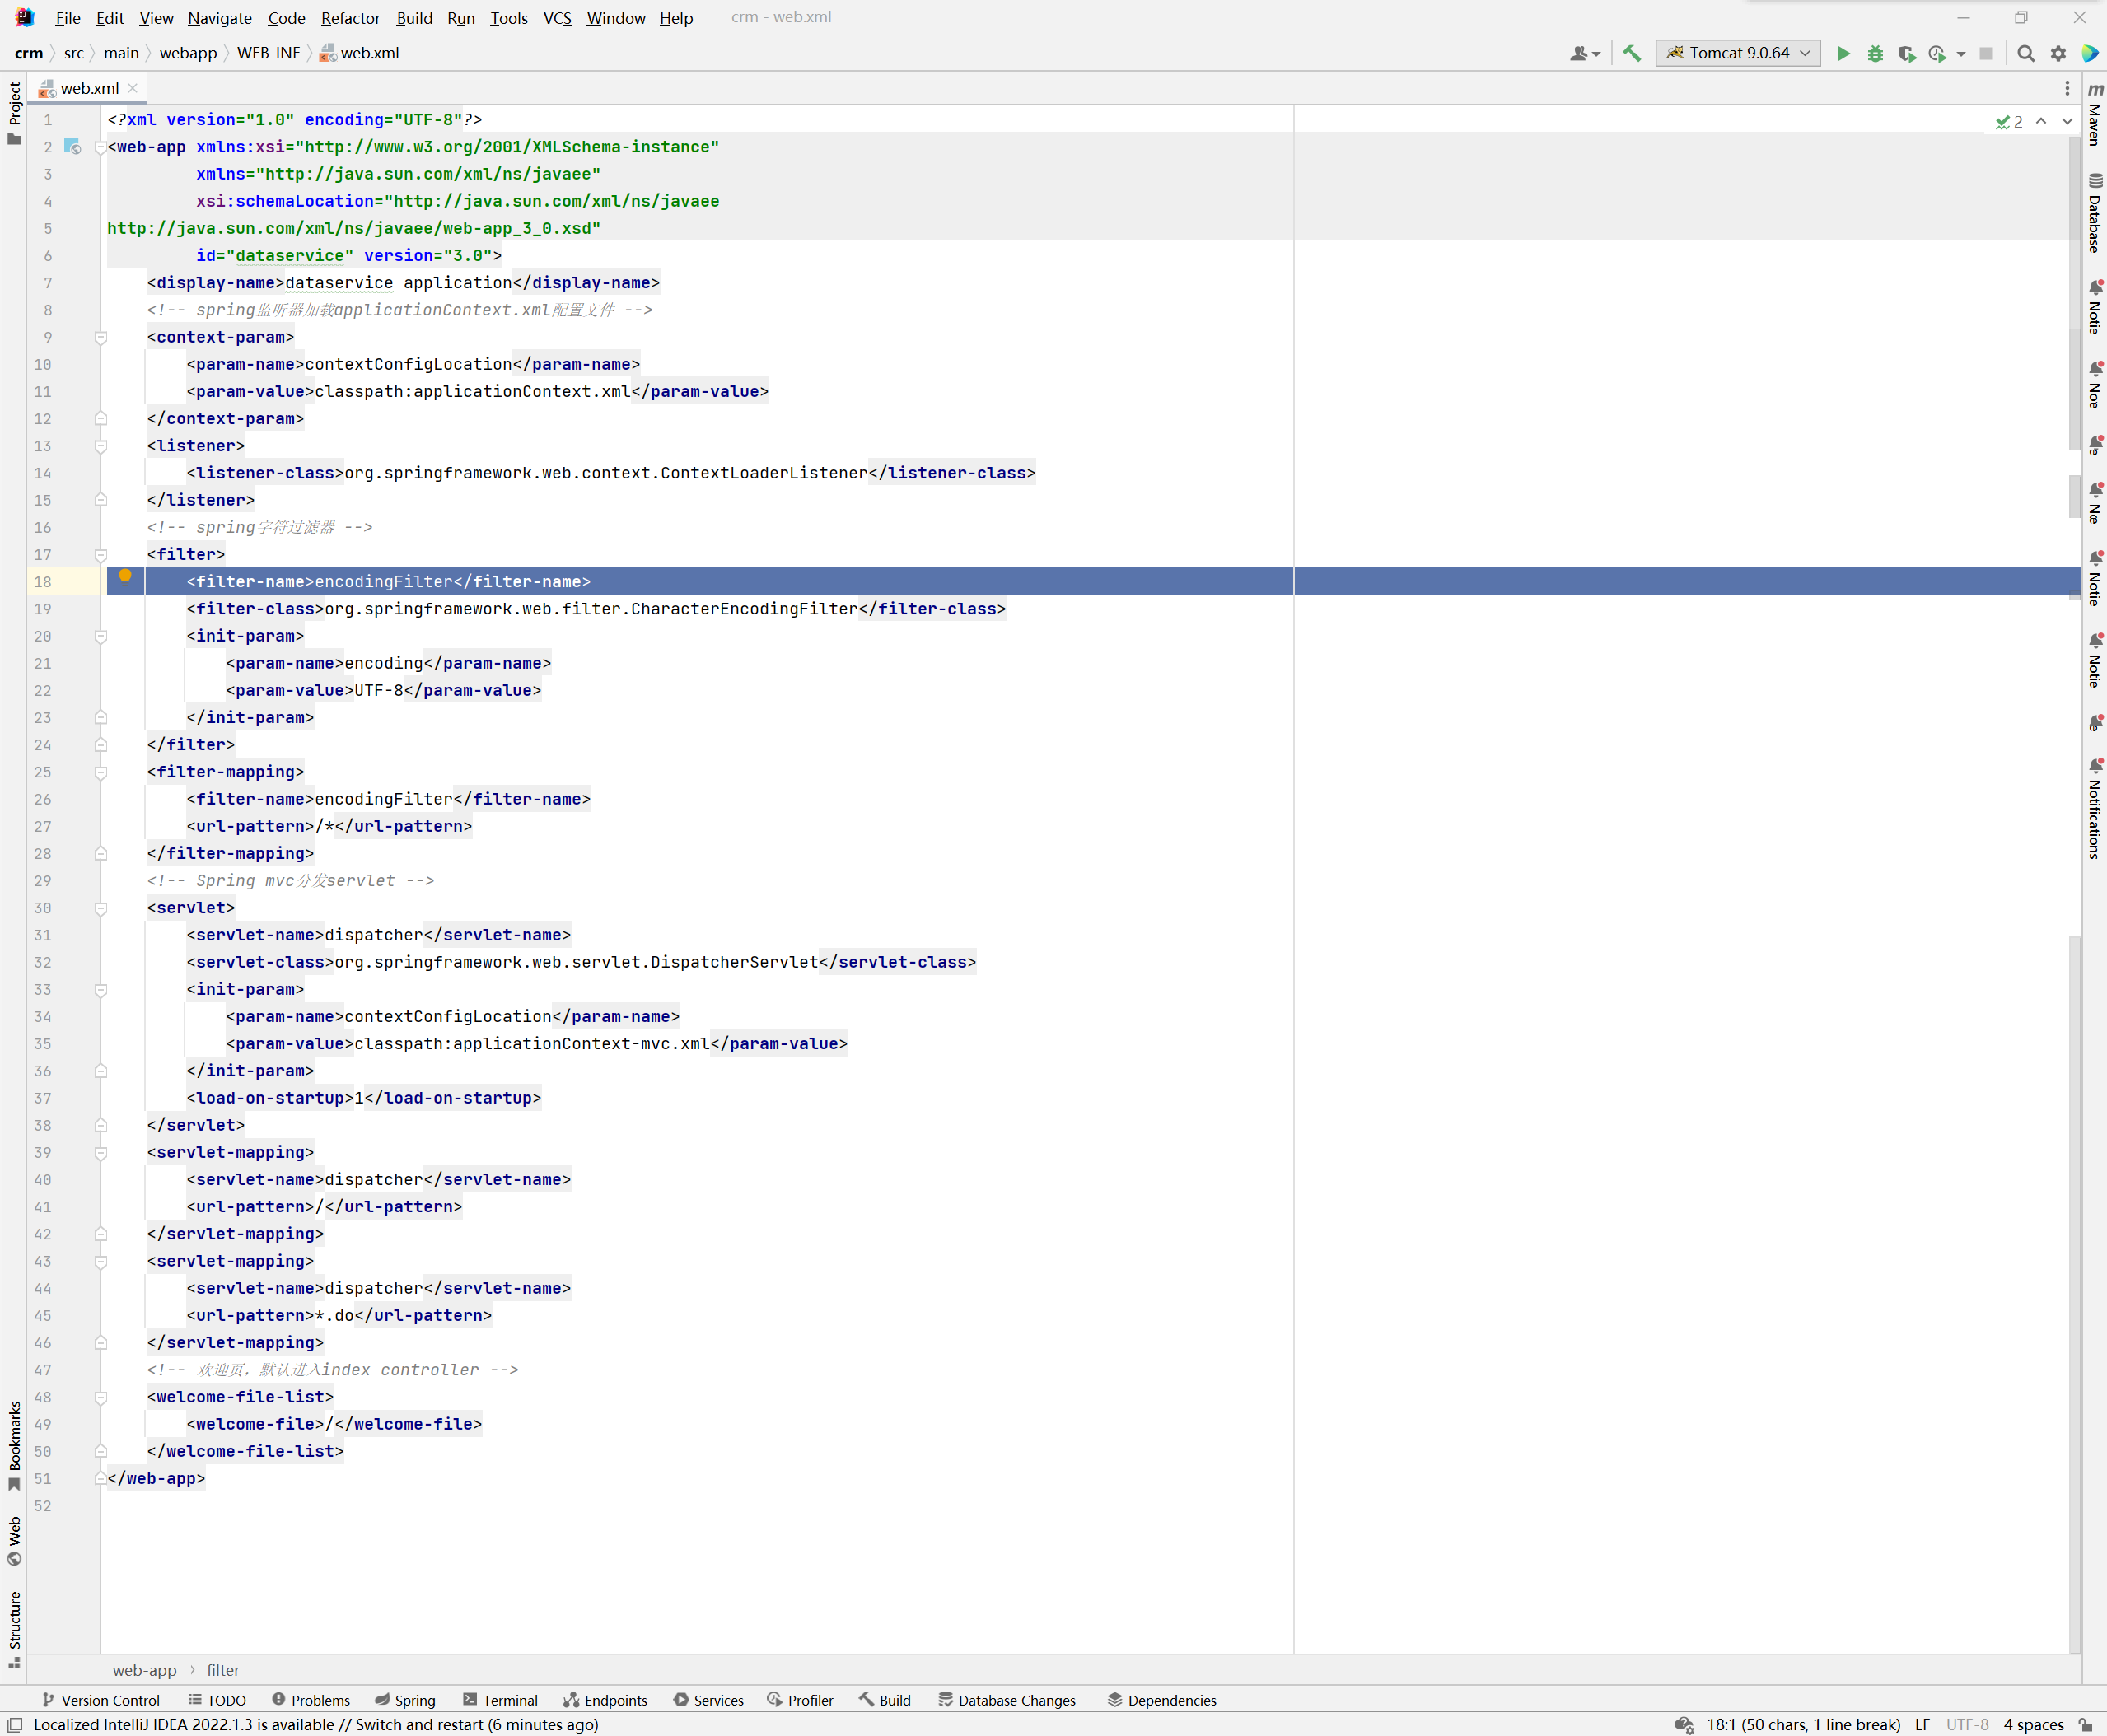 File Edit View Navigate Code Refactor Build Run Tools VCS Window Help crm - web.xml
crm src main webapp WEB-INF web.xml Tomcat 9.0.64
web.xml
Project
1 <?xml version="1.0" encoding="UTF-8"?>
2 <web-app xmlns:xsi="http://www.w3.org/2001/XMLSchema-instance"
3 xmlns="http://java.sun.com/xml/ns/javaee"
4 xsi:schemaLocation="http://java.sun.com/xml/ns/javaee
5 http://java.sun.com/xml/ns/javaee/web-app_3_0.xsd"
6 id="dataservice" version="3.0">
7 <display-name>dataservice application</display-name>
8 <!-- spring监听器加载applicationContext.xml配置文件 -->
9 <context-param>
10 <param-name>contextConfigLocation</param-name>
11 <param-value>classpath:applicationContext.xml</param-value>
12 </context-param>
13 <listener>
14 <listener-class>org.springframework.web.context.ContextLoaderListener</listener-class>
15 </listener>
16 <!-- spring字符过滤器 -->
17 <filter>
18 <filter-name>encodingFilter</filter-name>
19 <filter-class>org.springframework.web.filter.CharacterEncodingFilter</filter-class>
20 <init-param>
21 <param-name>encoding</param-name>
22 <param-value>UTF-8</param-value>
23 </init-param>
24 </filter>
25 <filter-mapping>
26 <filter-name>encodingFilter</filter-name>
27 <url-pattern>/*</url-pattern>
28 </filter-mapping>
29 <!-- Spring mvc分发servlet -->
30 <servlet>
31 <servlet-name>dispatcher</servlet-name>
32 <servlet-class>org.springframework.web.servlet.DispatcherServlet</servlet-class>
33 <init-param>
34 <param-name>contextConfigLocation</param-name>
35 <param-value>classpath:applicationContext-mvc.xml</param-value>
36 </init-param>
37 <load-on-startup>1</load-on-startup>
38 </servlet>
39 <servlet-mapping>
40 <servlet-name>dispatcher</servlet-name>
41 <url-pattern>/</url-pattern>
42 </servlet-mapping>
43 <servlet-mapping>
44 <servlet-name>dispatcher</servlet-name>
45 <url-pattern>*.do</url-pattern>
46 </servlet-mapping>
47 <!-- 欢迎页，默认进入index controller -->
48 <welcome-file-list>
49 <welcome-file>/</welcome-file>
50 </welcome-file-list>
51 </web-app>
52
2
Bookmarks
Web
Structure
m Maven
Database
Notie
Noe
e
Ne
Notie
Notie
e
Notifications
web-app filter
Version Control TODO Problems Spring Terminal Endpoints Services Profiler Build Database Changes Dependencies
Localized IntelliJ IDEA 2022.1.3 is available // Switch and restart (6 minutes ago) 18:1 (50 chars, 1 line break) LF UTF-8 4 spaces